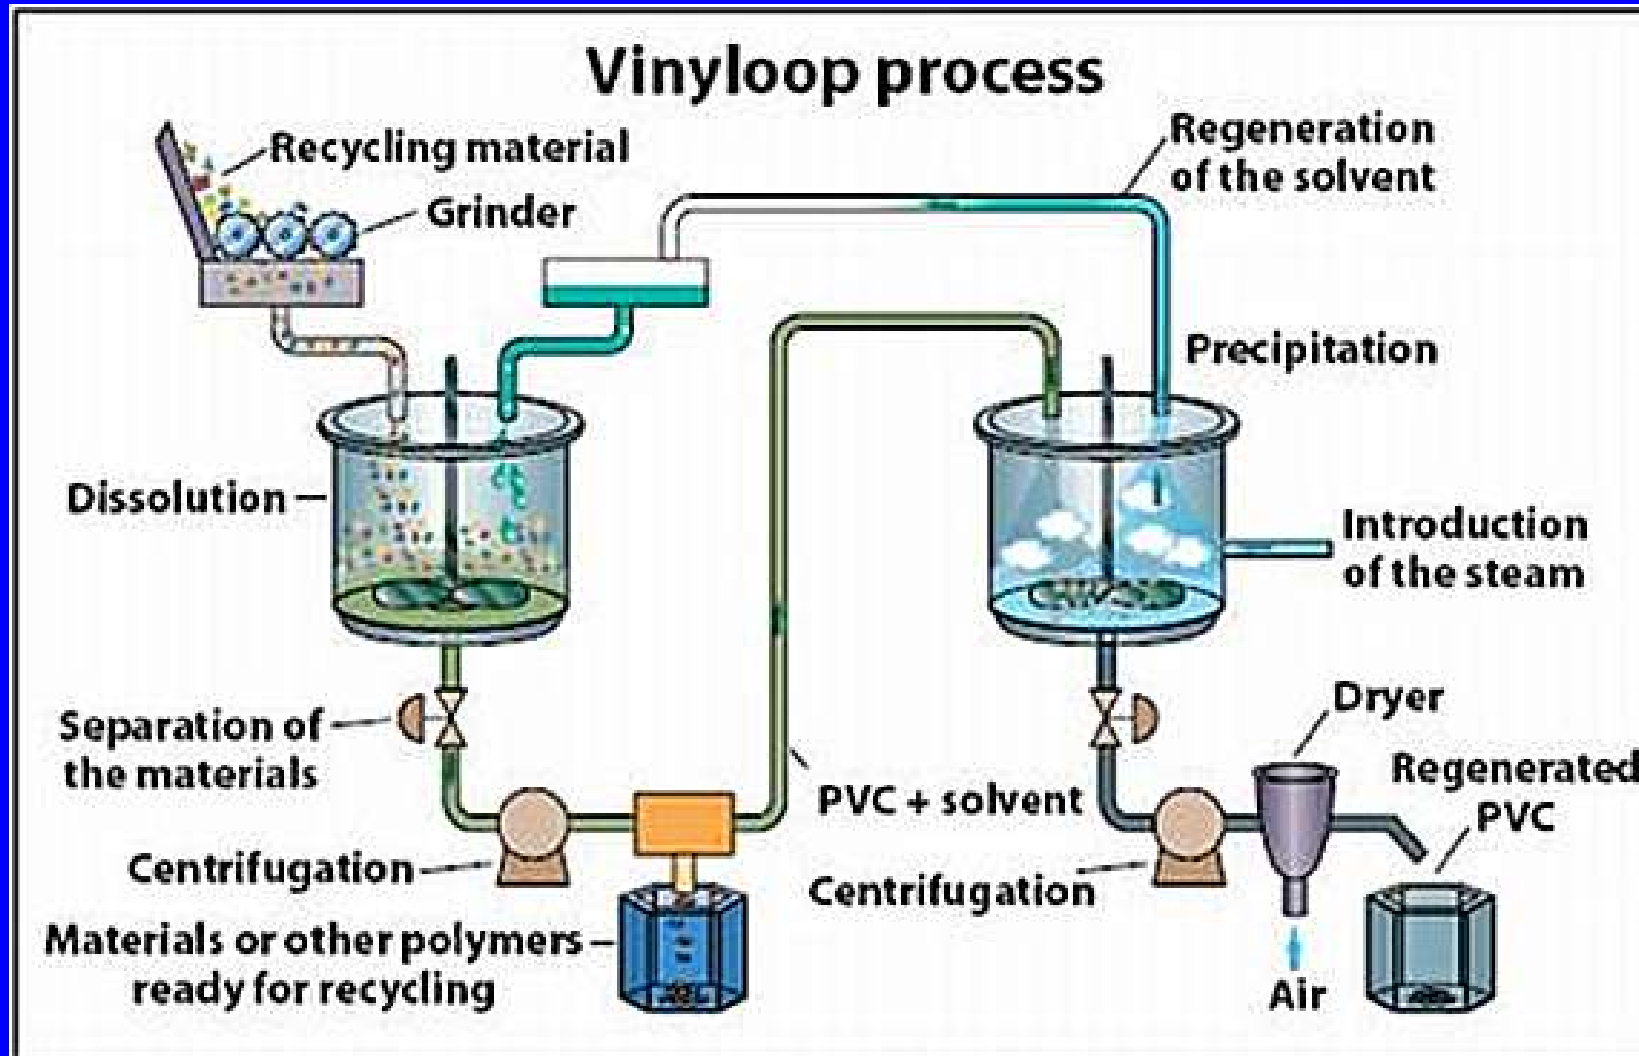 Vinyloop process
Recycling material
Grinder
Regeneration
of the solvent
Precipitation
Dissolution
Introduction
of the steam
Separation of
the materials
Dryer
Regenerated
PVC
PVC + solvent
Centrifugation
Centrifugation
Materials or other polymers
ready for recycling
Air